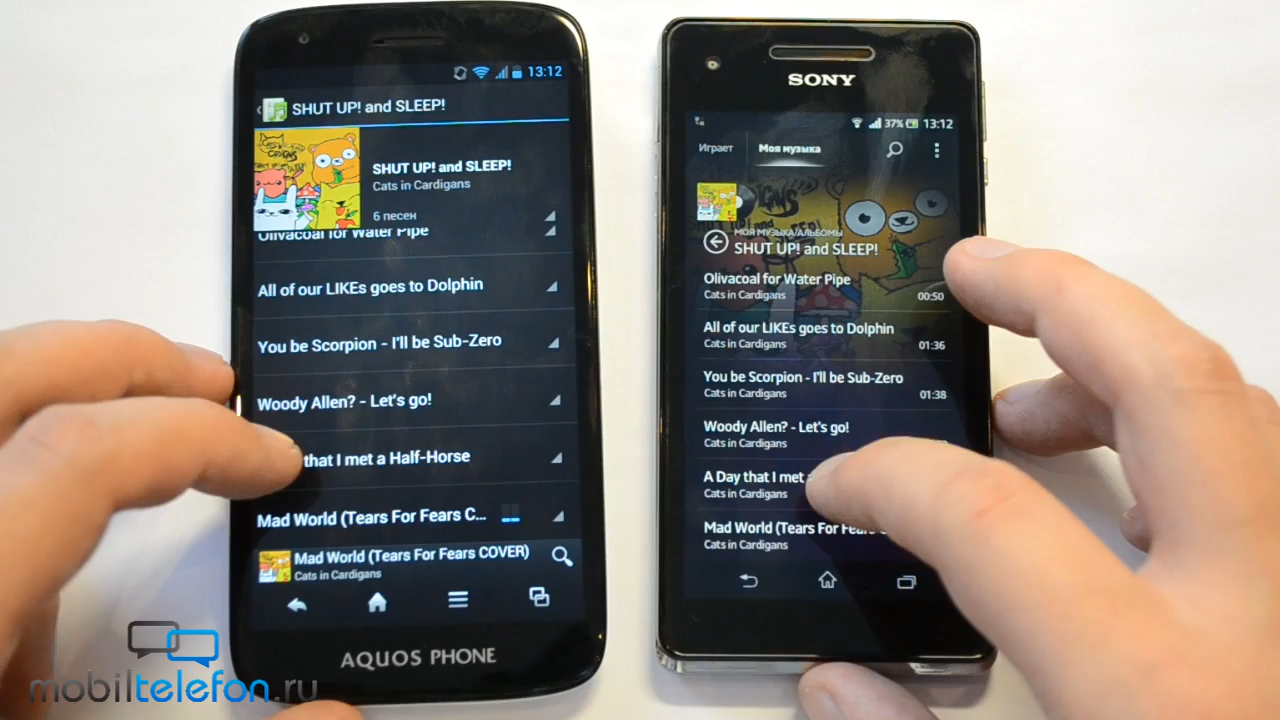 13:12
SHUT UP! and SLEEP!
SHUT UP! and SLEEP!
Cats in Cardigans
6 песен
Olivacoal for Water Pipe
All of our LIKEs goes to Dolphin
You be Scorpion - I'll be Sub-Zero
Woody Allen? - Let's go!
that I met a Half-Horse
Mad World (Tears For Fears C...
Mad World (Tears For Fears COVER)
Cats in Cardigans
AQUOS PHONE
SONY
37% 13:12
Играет Моя музыка
МОЯ МУЗЫКА/АЛЬБОМЫ
SHUT UP! and SLEEP!
Olivacoal for Water Pipe
Cats in Cardigans 00:50
All of our LIKEs goes to Dolphin
Cats in Cardigans 01:36
You be Scorpion - I'll be Sub-Zero
Cats in Cardigans 01:38
Woody Allen? - Let's go!
Cats in Cardigans
A Day that I met
Cats in Cardigans
Mad World (Tears For Fears
Cats in Cardigans
mobiltelefon.ru